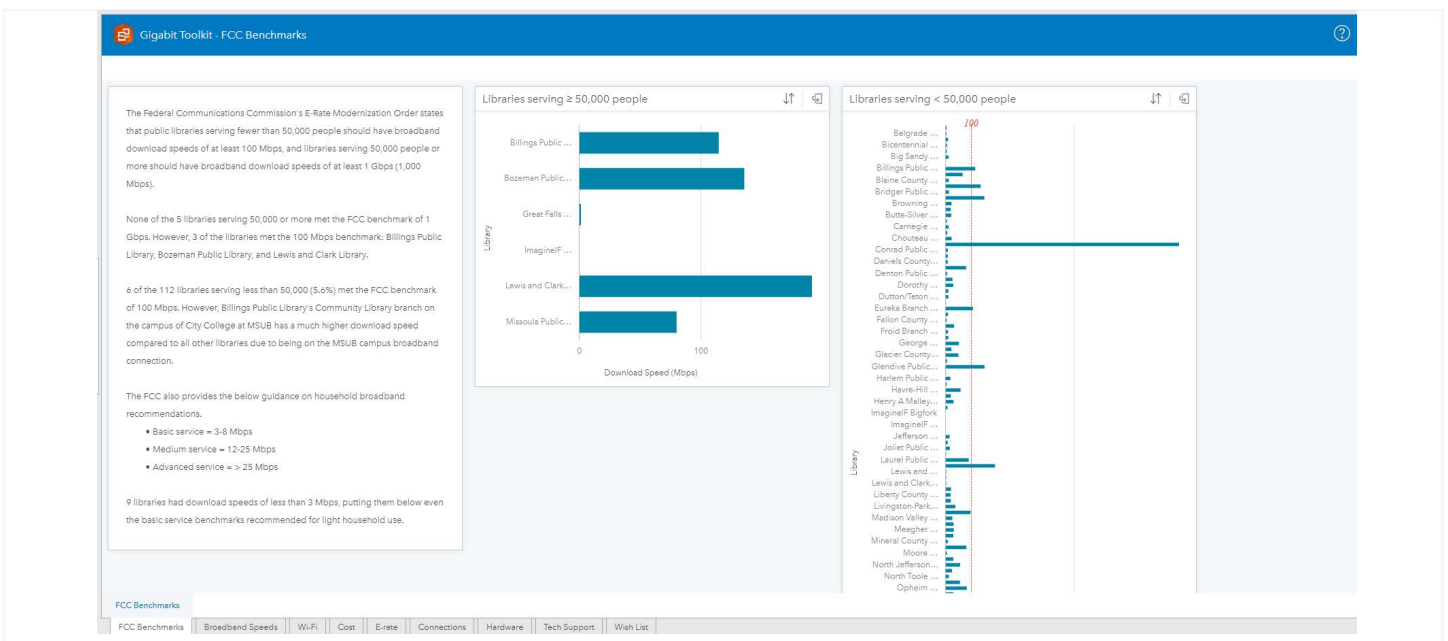 Gigabit Toolkit - FCC Benchmarks
The Federal Communications Commission's E-Rate Modernization Order states
that public libraries serving fewer than 50,000 people should have broadband
download speeds of at least 100 Mbps, and libraries serving 50,000 people or
more should have broadband download speeds of at least 1 Gbps (1,000
Mbps).
None of the 5 libraries serving 50,000 or more met the FCC benchmark of 1
Gbps. However, 3 of the libraries met the 100 Mbps benchmark: Billings Public
Library, Bozeman Public Library, and Lewis and Clark Library.
6 of the 112 libraries serving less than 50,000 (5.6%) met the FCC benchmark
of 100 Mbps. However, Billings Public Library's Community Library branch on
the campus of City College at MSUB has a much higher download speed
compared to all other libraries due to being on the MSUB campus broadband
connection.
The FCC also provides the below guidance on household broadband
recommendations.
• Basic service = 3-8 Mbps
• Medium service = 12-25 Mbps
• Advanced service = > 25 Mbps
9 libraries had download speeds of less than 3 Mbps, putting them below even
the basic service benchmarks recommended for light household use.
Libraries serving ≥ 50,000 people
Library
Billings Public ...
Bozeman Public...
Great Falls ...
ImagineIF ...
Lewis and Clark...
Missoula Public...
0 100
Download Speed (Mbps)
Libraries serving < 50,000 people
100
Library
Belgrade ...
Bicentennial ...
Big Sandy ...
Billings Public ...
Blaine County ...
Bridger Public ...
Browning ...
Butte-Silver ...
Carnegie ...
Chouteau ...
Conrad Public ...
Daniels County...
Denton Public ...
Dorothy ...
Dutton/Teton ...
Eureka Branch ...
Fallon County ...
Froid Branch ...
George ...
Glacier County...
Glendive Public...
Harlem Public ...
Havre-Hill ...
Henry A Malley...
ImagineIF Bigfork
ImagineIF ...
Jefferson ...
Joliet Public ...
Laurel Public ...
Lewis and ...
Lewis and Clark...
Liberty County ...
Livingston-Park...
Madison Valley ...
Meagher ...
Mineral County ...
Moore ...
North Jefferson...
North Toole ...
Opheim ...
FCC Benchmarks
FCC Benchmarks Broadband Speeds Wi-Fi Cost E-rate Connections Hardware Tech Support Wish List